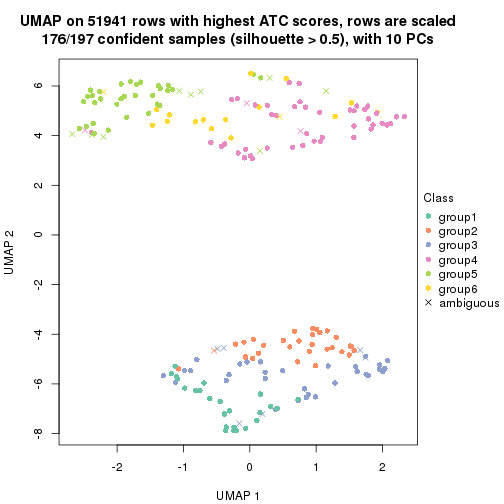 UMAP on 51941 rows with highest ATC scores, rows are scaled
176/197 confident samples (silhouette > 0.5), with 10 PCs
6
4
2
0
-2
-4
-6
-8
UMAP 2
-2
-1
0
1
2
UMAP 1
Class
group1
group2
group3
group4
group5
group6
ambiguous